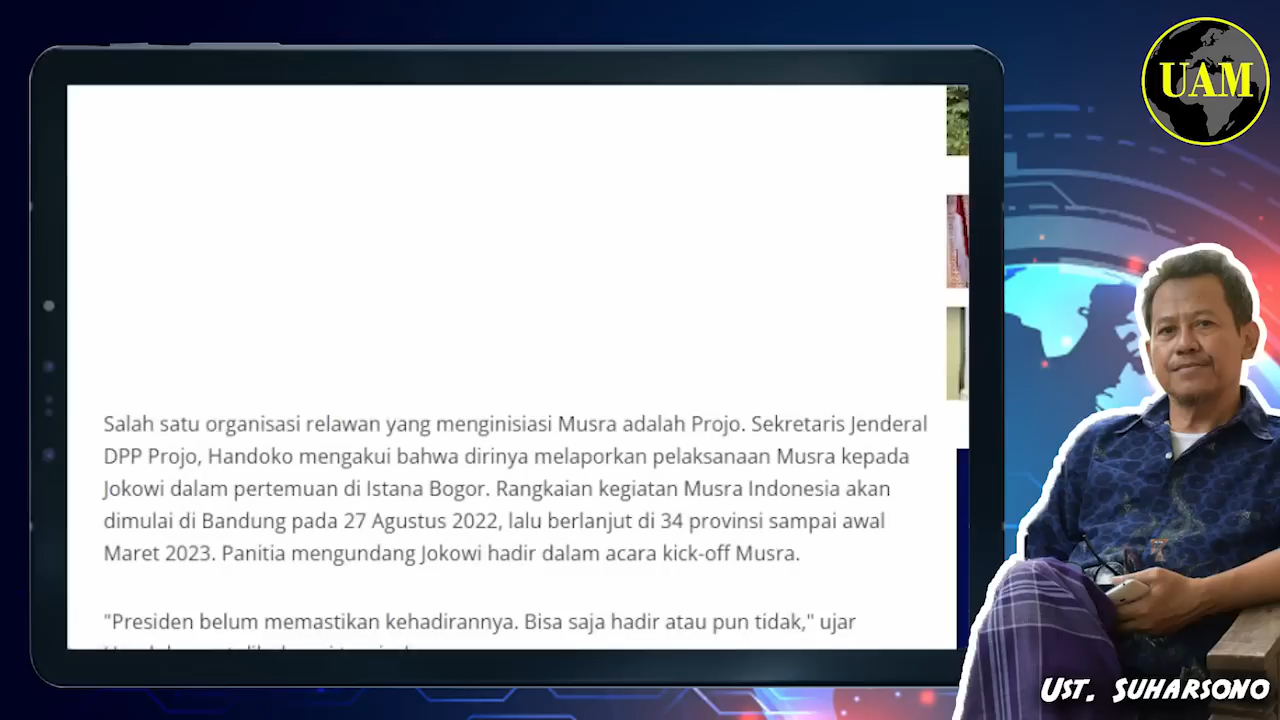 UAM
Salah satu organisasi relawan yang menginisiasi Musra adalah Projo. Sekretaris Jenderal
DPP Projo, Handoko mengakui bahwa dirinya melaporkan pelaksanaan Musra kepada
Jokowi dalam pertemuan di Istana Bogor. Rangkaian kegiatan Musra Indonesia akan
dimulai di Bandung pada 27 Agustus 2022, lalu berlanjut di 34 provinsi sampai awal
Maret 2023. Panitia mengundang Jokowi hadir dalam acara kick-off Musra.
"Presiden belum memastikan kehadirannya. Bisa saja hadir atau pun tidak," ujar
UST. SUHARSONO